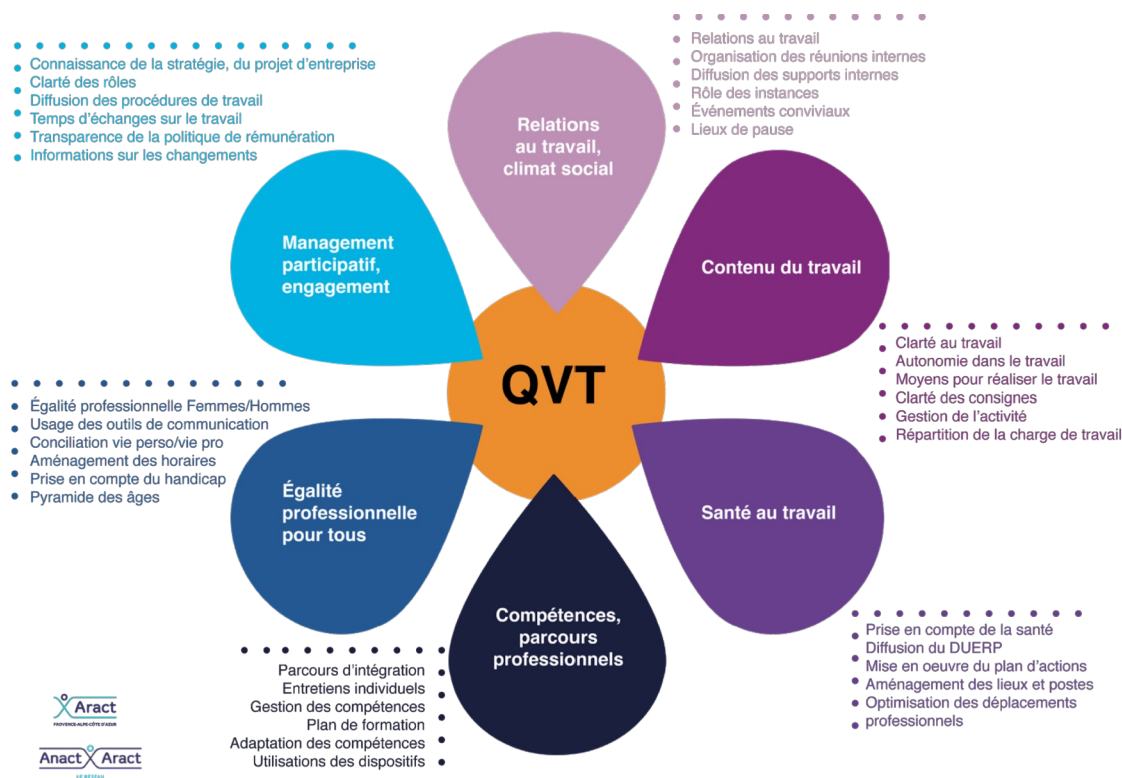 Relations au travail
Organisation des réunions internes
Diffusion des supports internes
Rôle des instances
Événements conviviaux
Lieux de pause
Connaissance de la stratégie, du projet d'entreprise
Clarté des rôles
Diffusion des procédures de travail
Temps d'échanges sur le travail
Transparence de la politique de rémunération
Informations sur les changements
Relations
au travail,
climat social
Management
participatif,
engagement
Contenu du travail
QVT
Clarté au travail
Autonomie dans le travail
Moyens pour réaliser le travail
Clarté des consignes
Gestion de l'activité
Répartition de la charge de travail
Égalité professionnelle Femmes/Hommes
Usage des outils de communication
Conciliation vie perso/vie pro
Aménagement des horaires
Prise en compte du handicap
Pyramide des âges
Égalité
professionnelle
pour tous
Santé au travail
Compétences,
parcours
professionnels
Prise en compte de la santé
Diffusion du DUERP
Mise en oeuvre du plan d'actions
Aménagement des lieux et postes
Optimisation des déplacements
professionnels
Parcours d'intégration
Entretiens individuels
Gestion des compétences
Plan de formation
Adaptation des compétences
Utilisations des dispositifs
Aract
PROVENCE-ALPE-CÔTE D'AZUR
Anact Aract
LE RÉSEAU